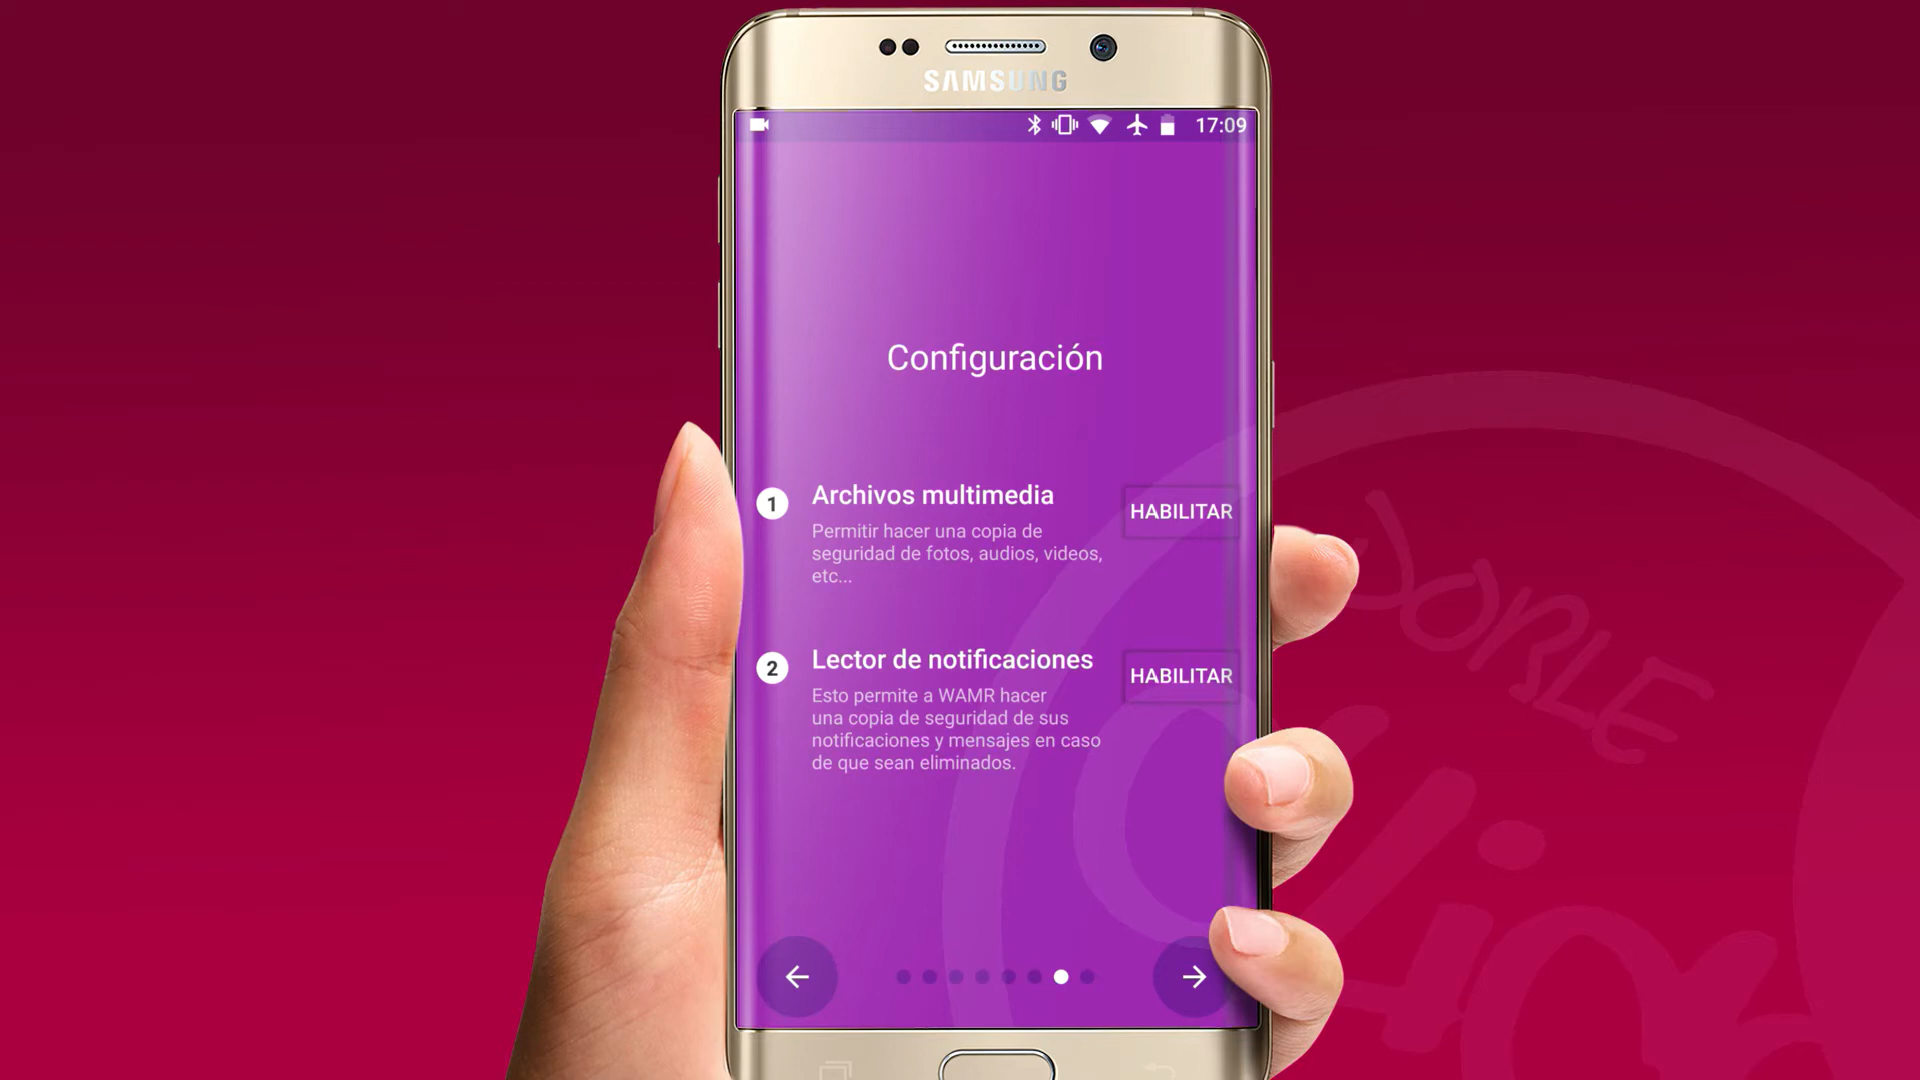 SAMSUNG
17:09
Configuración
1
Archivos multimedia
HABILITAR
Permitir hacer una copia de
seguridad de fotos, audios, videos,
etc...
2
Lector de notificaciones
HABILITAR
Esto permite a WAMR hacer
una copia de seguridad de sus
notificaciones y mensajes en caso
de que sean eliminados.
DOBLE
Clic